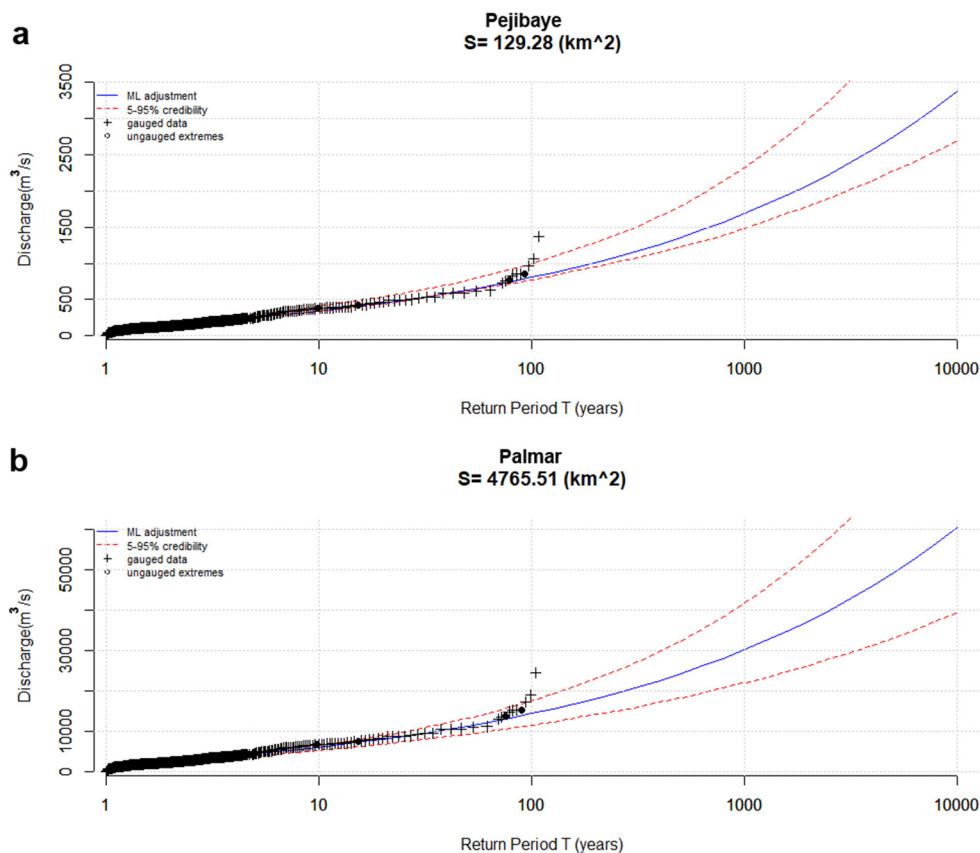 a
Pejibaye
S= 129.28 (km^2)
Discharge(m³/s)
3500
2500
1500
500
0
ML adjustment
5-95% credibility
gauged data
ungauged extremes
1 10 100 1000 10000
Return Period T (years)
b
Palmar
S= 4765.51 (km^2)
Discharge(m³/s)
50000
30000
10000
0
ML adjustment
5-95% credibility
gauged data
ungauged extremes
1 10 100 1000 10000
Return Period T (years)